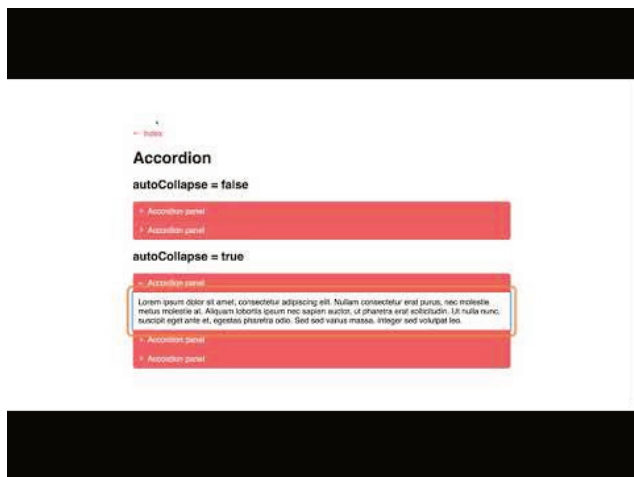 ← Index
Accordion
autoCollapse = false
Accordion panel
Accordion panel
autoCollapse = true
Accordion panel
Lorem ipsum dolor sit amet, consectetur adipiscing elit. Nullam consectetur erat purus, nec molestie
metus molestie at. Aliquam lobortis ipsum nec sapien auctor, ut pharetra erat sollicitudin. Ut nulla nunc,
suscipit eget ante et, egestas pharetra odio. Sed sed varius massa. Integer sed volutpat leo.
Accordion panel
Accordion panel